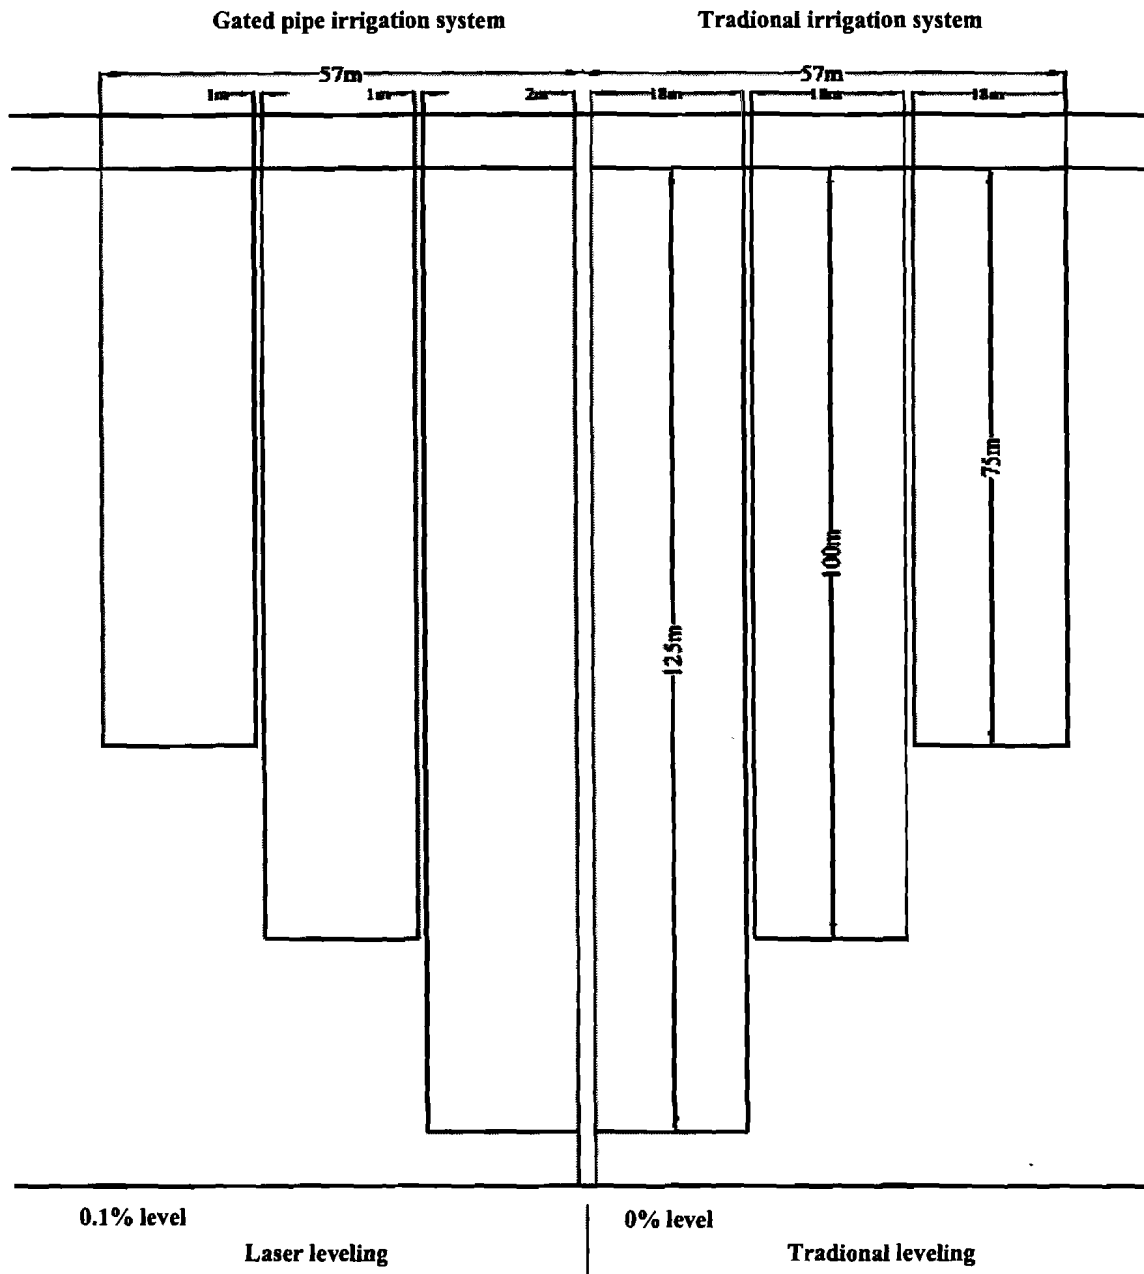 Gated pipe irrigation system
Tradional irrigation system
57m
57m
1m
1m
2m
18m
18m
18m
75m
100m
125m
0.1% level
0% level
Laser leveling
Tradional leveling